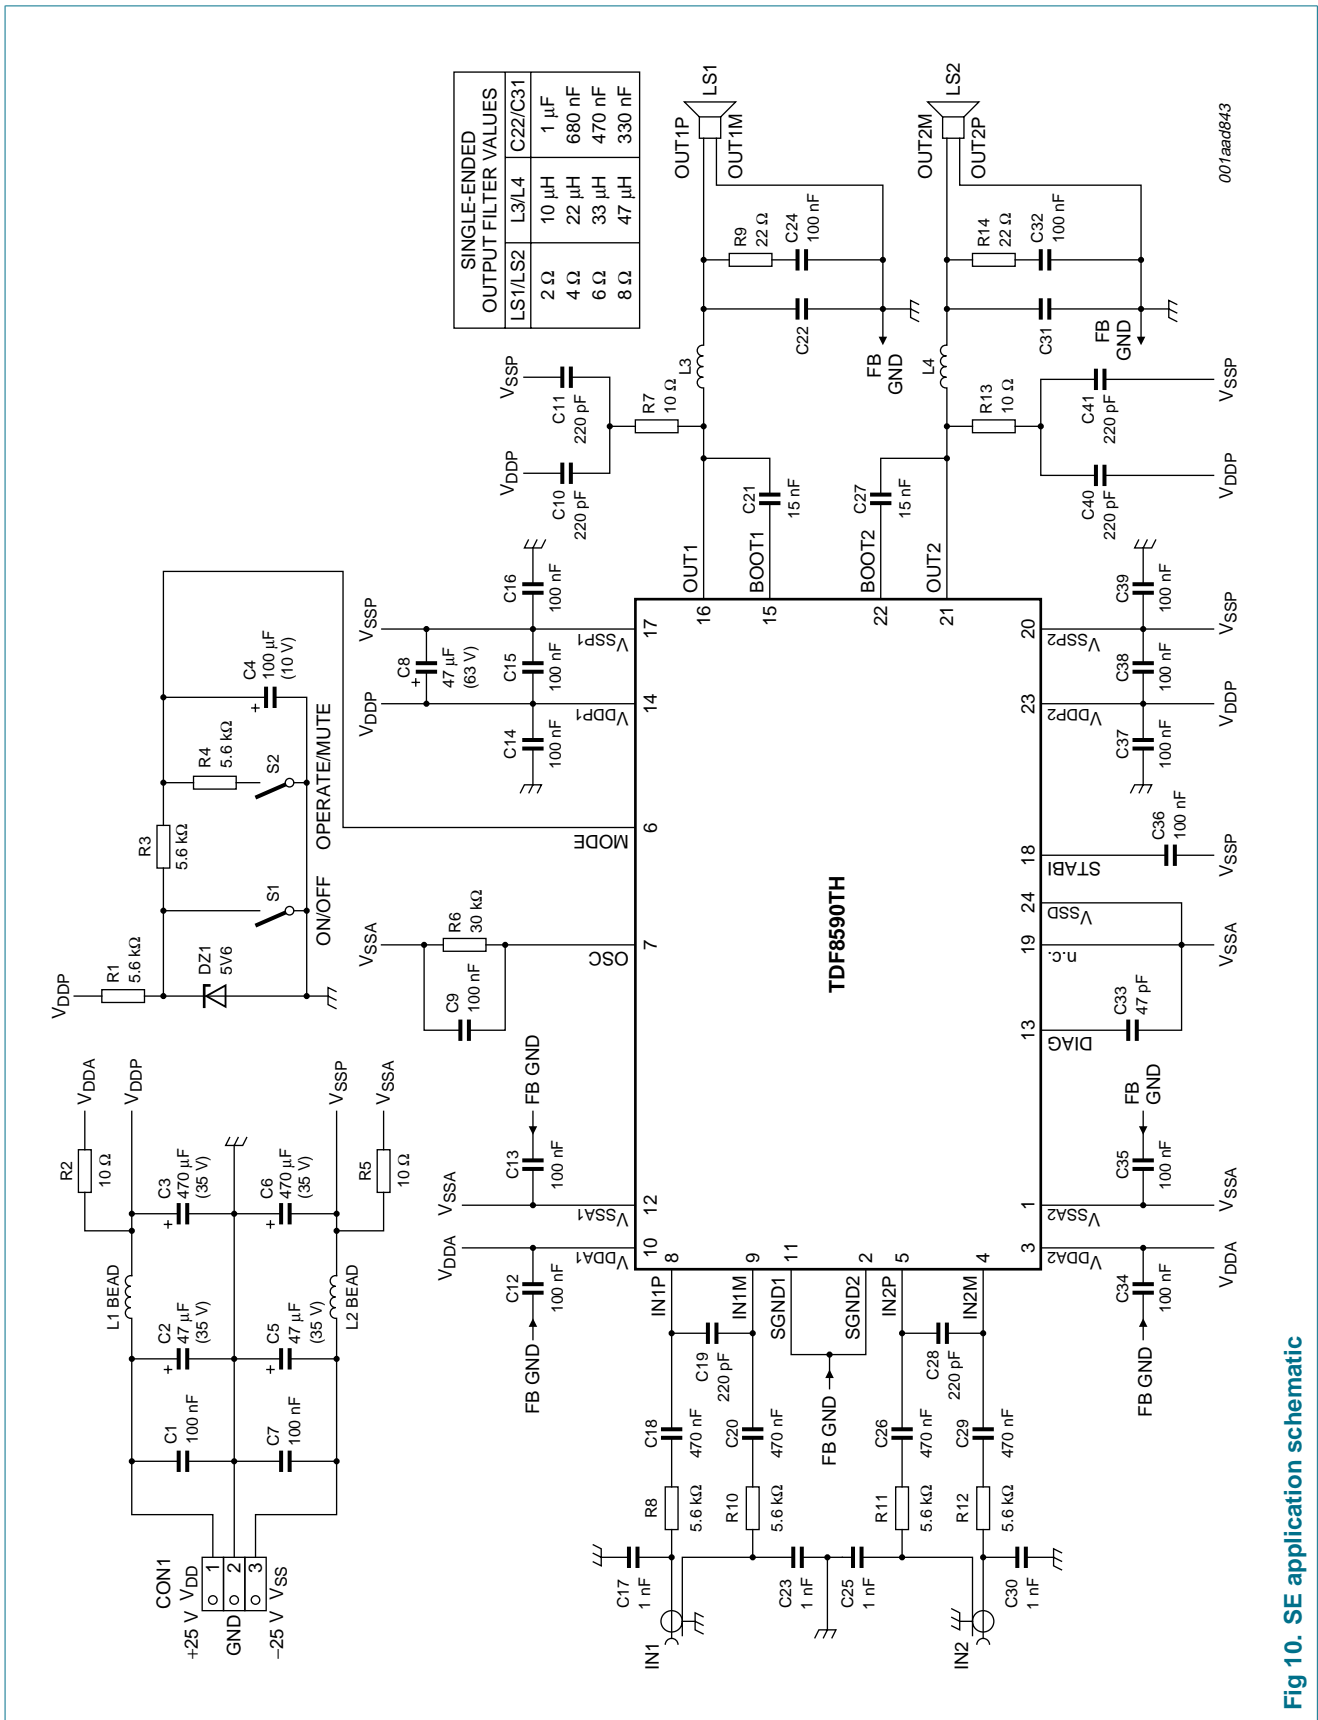 SINGLE-ENDED
OUTPUT FILTER VALUES
LS1/LS2 L3/L4 C22/C31
2 Ω 10 μH 1 μF
4 Ω 22 μH 680 nF
6 Ω 33 μH 470 nF
8 Ω 47 μH 330 nF
CON1
+25 V VDD 1
GND 2
−25 V VSS 3
C1
100 nF
C7
100 nF
C2
47 μF
(35 V)
C5
47 μF
(35 V)
L1 BEAD
L2 BEAD
C3
470 μF
(35 V)
C6
470 μF
(35 V)
R2
10 Ω
R5
10 Ω
VDDA
VDDP
VSSP
VSSA
VDDP
R1
5.6 kΩ
DZ1
5V6
S1
ON/OFF
R3
5.6 kΩ
R4
5.6 kΩ
S2
OPERATE/MUTE
C4
100 μF
(10 V)
FB GND
C12
100 nF
VDDA
VSSA
C13
100 nF
FB GND
C9
100 nF
VSSA
R6
30 kΩ
C14
100 nF
VDDP
C8
47 μF
(63 V)
C15
100 nF
VSSP
C16
100 nF
VDDP
C10
220 pF
VSSP
C11
220 pF
R7
10 Ω
L3
C22
R9
22 Ω
C24
100 nF
FB
GND
OUT1P
OUT1M
LS1
10
VDDA1
12
VSSA1
7
OSC
6
MODE
14
VDDP1
17
VSSP1
TDF8590TH
IN1
C17
1 nF
R8
5.6 kΩ
C18
470 nF
IN1P
8
C19
220 pF
R10
5.6 kΩ
C20
470 nF
IN1M
9
C23
1 nF
SGND1
11
FB GND
SGND2
2
C25
1 nF
R11
5.6 kΩ
C26
470 nF
IN2P
5
C28
220 pF
IN2
R12
5.6 kΩ
C29
470 nF
IN2M
4
C30
1 nF
16
OUT1
15
BOOT1
C21
15 nF
22
BOOT2
C27
15 nF
21
OUT2
L4
R13
10 Ω
C40
220 pF
VDDP
C41
220 pF
VSSP
C31
FB
GND
R14
22 Ω
C32
100 nF
OUT2M
OUT2P
LS2
3
VDDA2
1
VSSA2
13
DIAG
19
n.c.
24
VSSD
18
STABI
23
VDDP2
20
VSSP2
FB GND
C34
100 nF
VDDA
VSSA
C35
100 nF
FB
GND
C33
47 pF
VSSA
C36
100 nF
VSSP
C37
100 nF
VDDP
C38
100 nF
VSSP
C39
100 nF
001aad843
Fig 10. SE application schematic